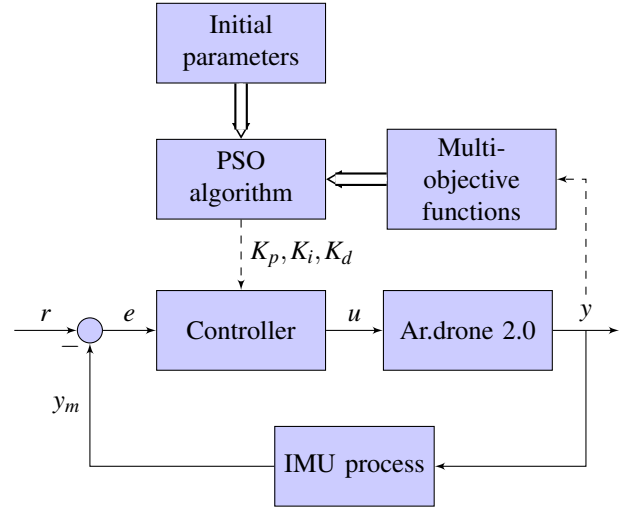 Initial
parameters
PSO
algorithm
Multi-
objective
functions
K_p, K_i, K_d
r
e
Controller
u
Ar.drone 2.0
y
−
y_m
IMU process